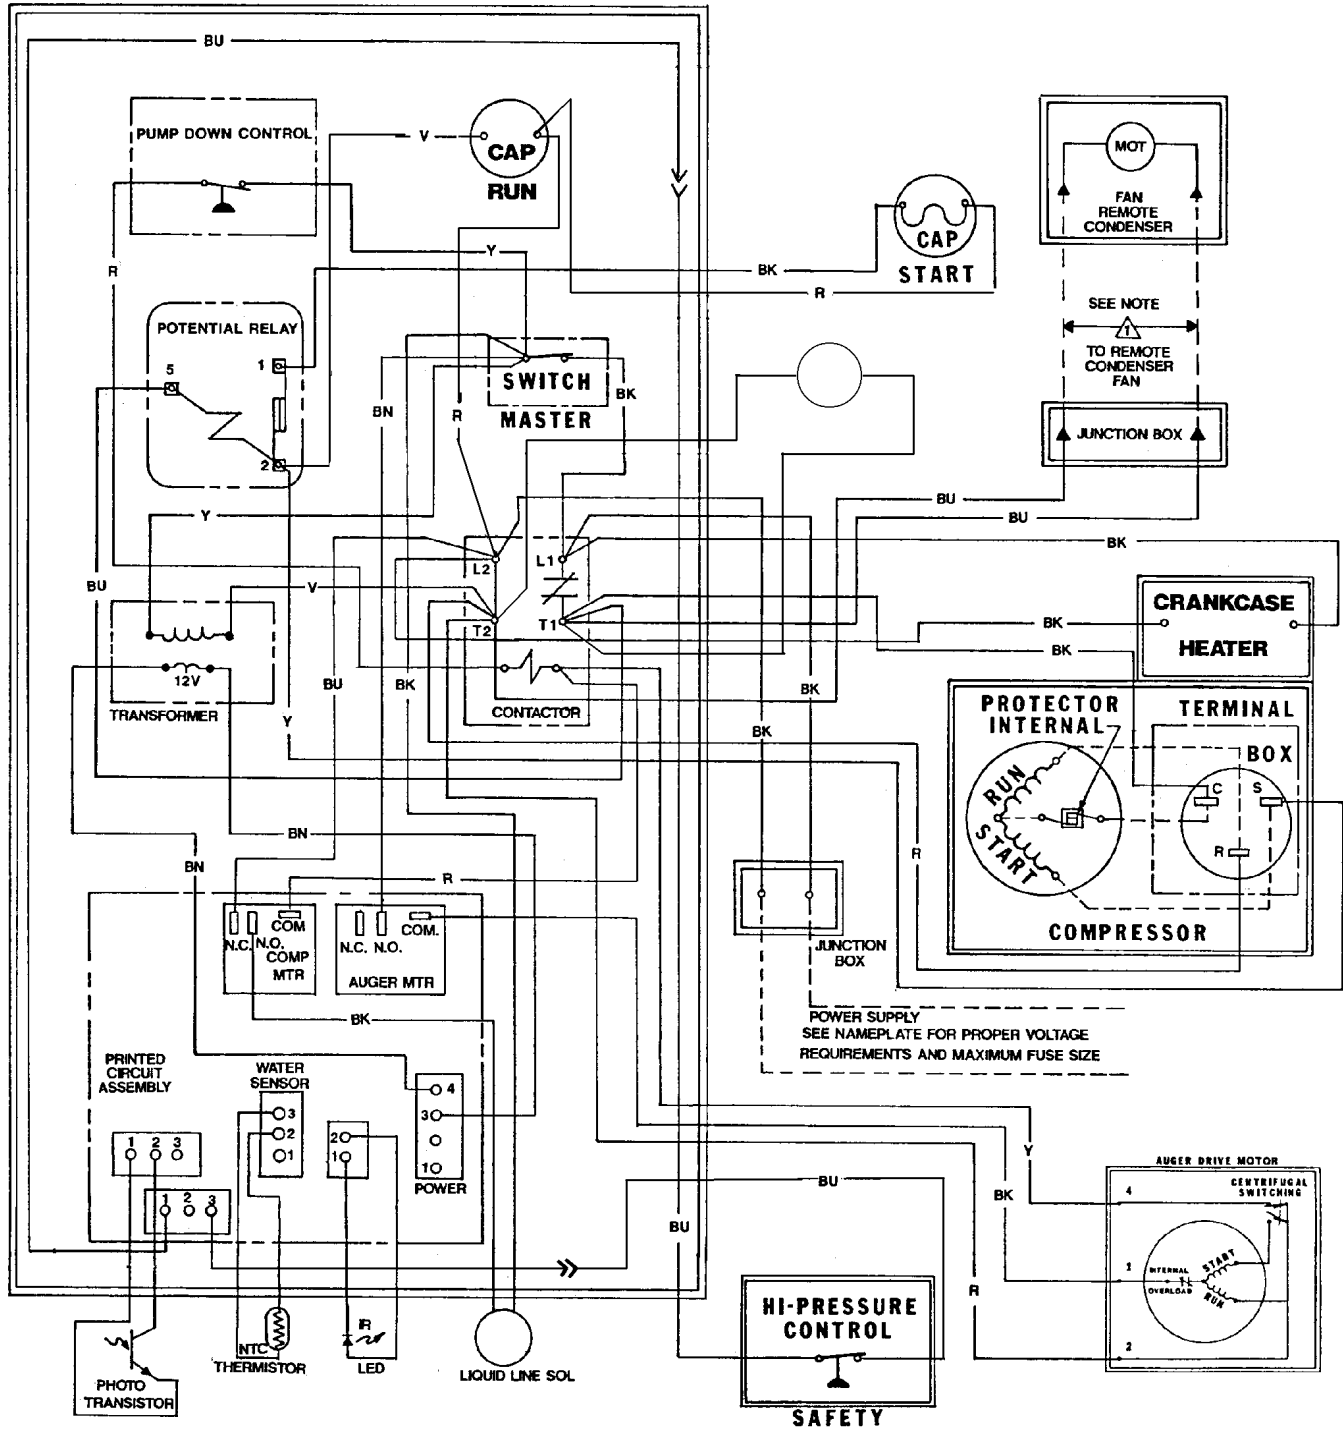 BU
PUMP DOWN CONTROL
V
CAP
RUN
MOT
FAN
REMOTE
CONDENSER
CAP
START
R
Y
BK
R
SEE NOTE
1
TO REMOTE
CONDENSER
FAN
POTENTIAL RELAY
5
1
2
SWITCH
MASTER
BN
R
BK
JUNCTION BOX
BU
BU
Y
L2
L1
BK
BU
V
T2
T1
CRANKCASE
HEATER
BK
BK
12V
TRANSFORMER
BU
BK
CONTACTOR
BK
BK
Y
PROTECTOR
INTERNAL
TERMINAL
BOX
RUN
START
C
S
R
COMPRESSOR
BN
BN
R
R
N.C.
N.O.
COM
COMP
MTR
N.C. N.O.
COM.
AUGER MTR
JUNCTION
BOX
BK
POWER SUPPLY
SEE NAMEPLATE FOR PROPER VOLTAGE
REQUIREMENTS AND MAXIMUM FUSE SIZE
PRINTED
CIRCUIT
ASSEMBLY
WATER
SENSOR
3
2
1
2
1
4
3
1
POWER
1 2 3
1 2 3
BU
BU
Y
BK
R
AUGER DRIVE MOTOR
CENTRIFUGAL
SWITCHING
4
1
2
INTERNAL
OVERLOAD
START
RUN
HI-PRESSURE
CONTROL
SAFETY
NTC
THERMISTOR
IR
LED
LIQUID LINE SOL
PHOTO
TRANSISTOR